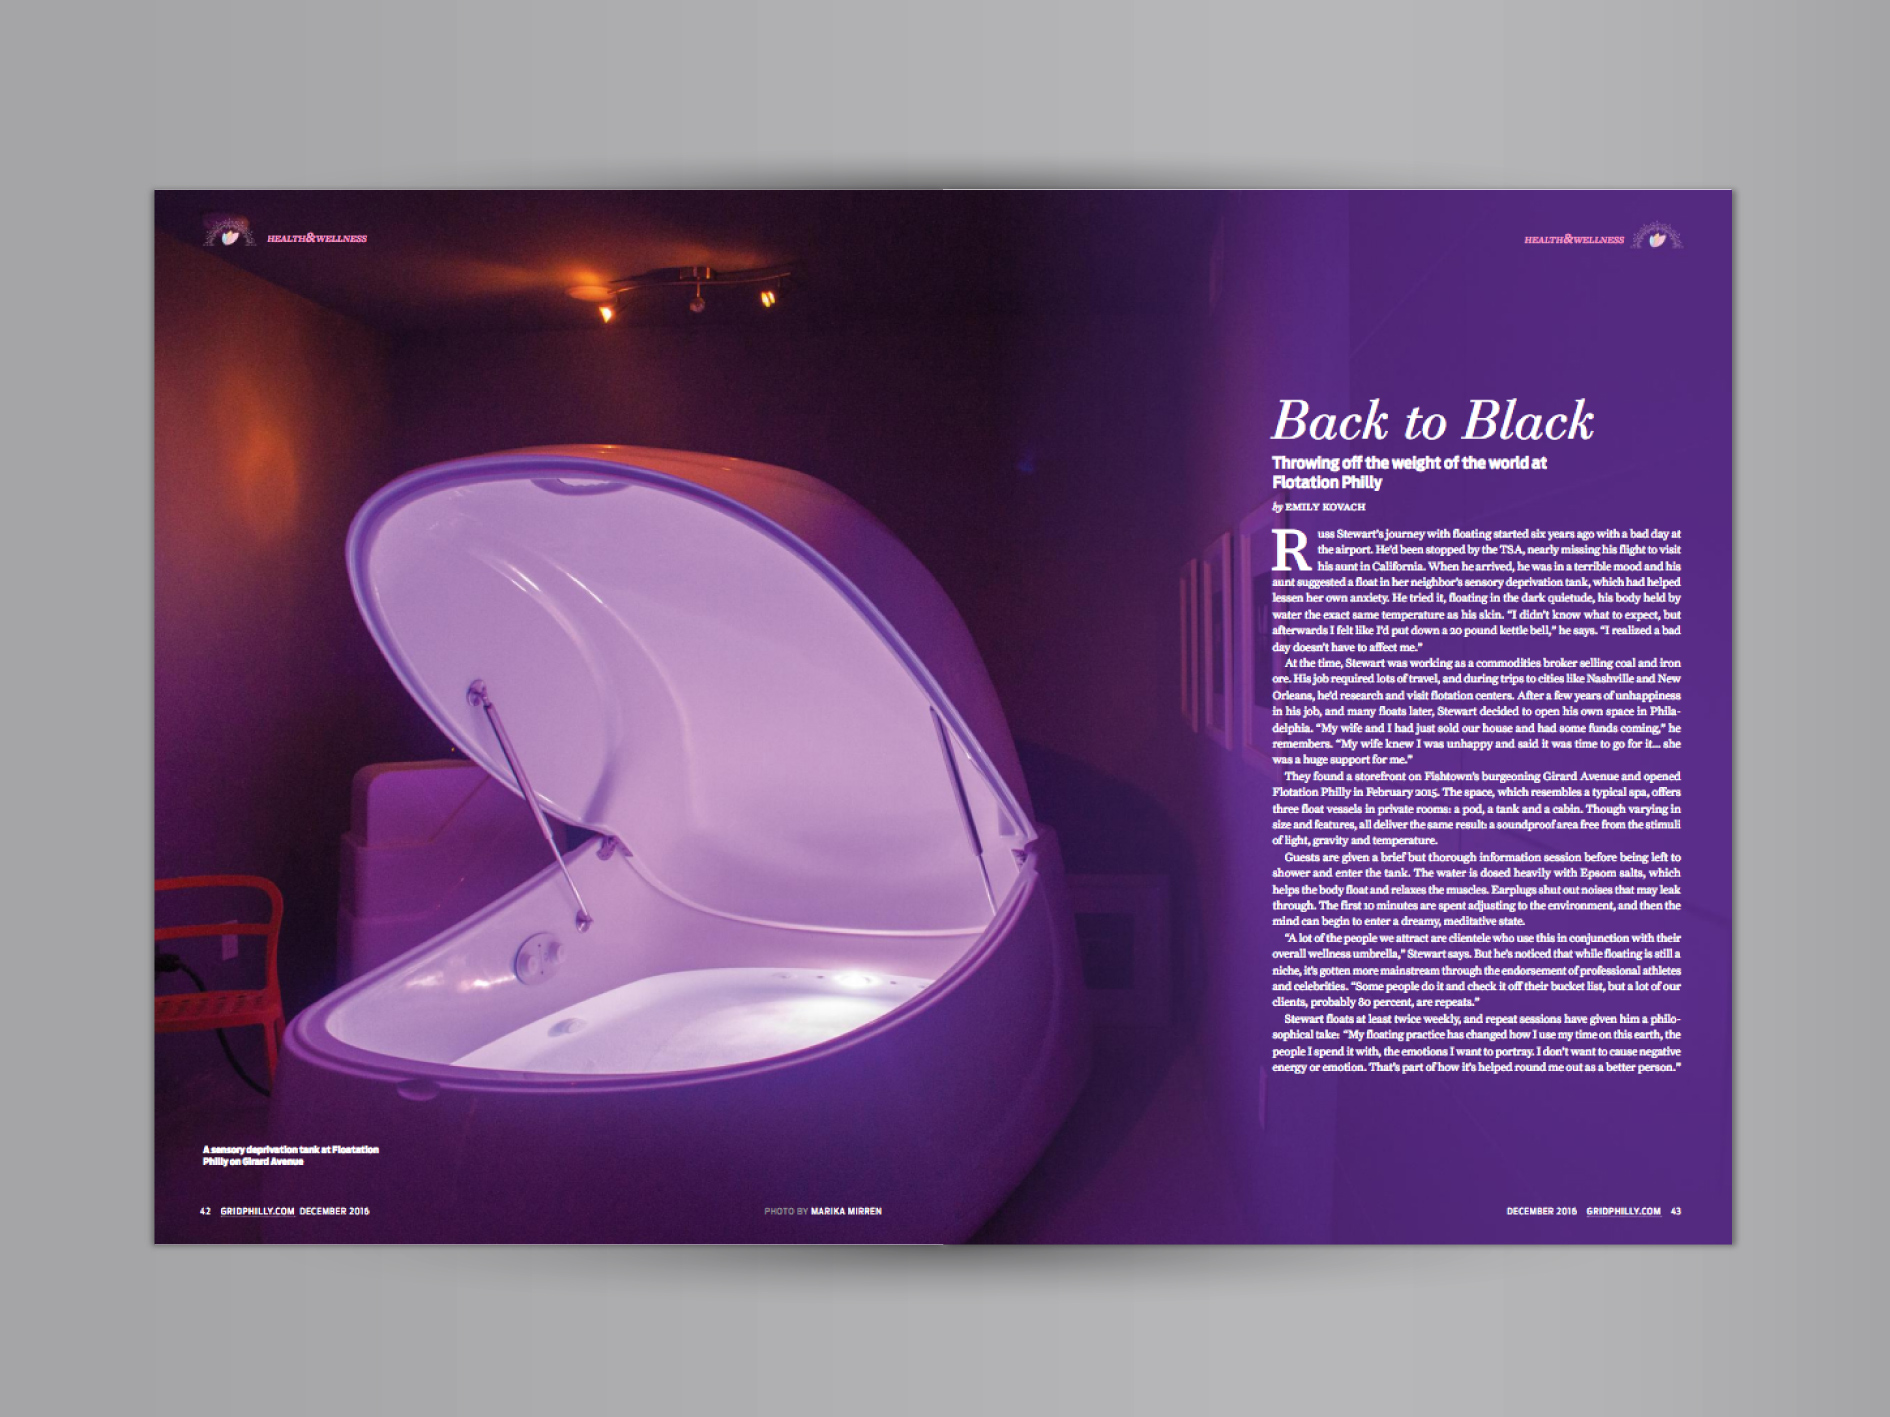 HEALTH&WELLNESS
A sensory deprivation tank at Floatation
Philly on Girard Avenue
42 GRIDPHILLY.COM DECEMBER 2016
PHOTO BY MARIKA MIRREN
HEALTH&WELLNESS
Back to Black
Throwing off the weight of the world at
Flotation Philly
by EMILY KOVACH
Russ Stewart's journey with floating started six years ago with a bad day at
the airport. He'd been stopped by the TSA, nearly missing his flight to visit
his aunt in California. When he arrived, he was in a terrible mood and his
aunt suggested a float in her neighbor's sensory deprivation tank, which had helped
lessen her own anxiety. He tried it, floating in the dark quietude, his body held by
water the exact same temperature as his skin. “I didn't know what to expect, but
afterwards I felt like I'd put down a 20 pound kettle bell,” he says. “I realized a bad
day doesn't have to affect me.”
At the time, Stewart was working as a commodities broker selling coal and iron
ore. His job required lots of travel, and during trips to cities like Nashville and New
Orleans, he'd research and visit flotation centers. After a few years of unhappiness
in his job, and many floats later, Stewart decided to open his own space in Phila-
delphia. “My wife and I had just sold our house and had some funds coming,” he
remembers. “My wife knew I was unhappy and said it was time to go for it... she
was a huge support for me.”
They found a storefront on Fishtown's burgeoning Girard Avenue and opened
Flotation Philly in February 2015. The space, which resembles a typical spa, offers
three float vessels in private rooms: a pod, a tank and a cabin. Though varying in
size and features, all deliver the same result: a soundproof area free from the stimuli
of light, gravity and temperature.
Guests are given a brief but thorough information session before being left to
shower and enter the tank. The water is dosed heavily with Epsom salts, which
helps the body float and relaxes the muscles. Earplugs shut out noises that may leak
through. The first 10 minutes are spent adjusting to the environment, and then the
mind can begin to enter a dreamy, meditative state.
“A lot of the people we attract are clientele who use this in conjunction with their
overall wellness umbrella,” Stewart says. But he's noticed that while floating is still a
niche, it's gotten more mainstream through the endorsement of professional athletes
and celebrities. “Some people do it and check it off their bucket list, but a lot of our
clients, probably 80 percent, are repeats.”
Stewart floats at least twice weekly, and repeat sessions have given him a philo-
sophical take: “My floating practice has changed how I use my time on this earth, the
people I spend it with, the emotions I want to portray. I don't want to cause negative
energy or emotion. That's part of how it's helped round me out as a better person.”
DECEMBER 2016 GRIDPHILLY.COM 43